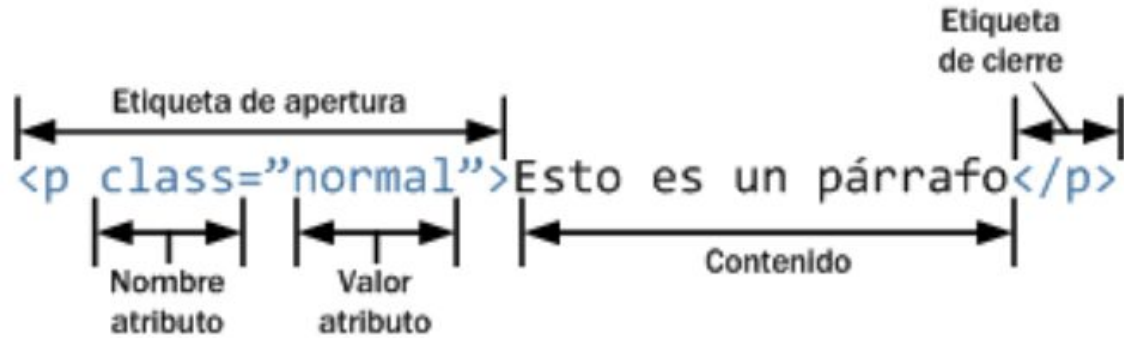 Etiqueta
de cierre
Etiqueta de apertura
<p class=”normal”>Esto es un párrafo</p>
Nombre
atributo
Valor
atributo
Contenido